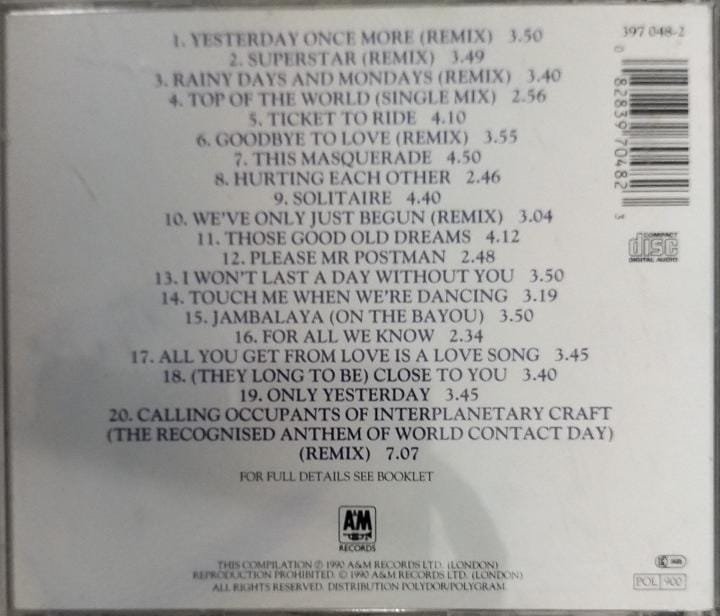 1. YESTERDAY ONCE MORE (REMIX) 3.50
2. SUPERSTAR (REMIX) 3.49
3. RAINY DAYS AND MONDAYS (REMIX) 3.40
4. TOP OF THE WORLD (SINGLE MIX) 2.56
5. TICKET TO RIDE 4.10
6. GOODBYE TO LOVE (REMIX) 3.55
7. THIS MASQUERADE 4.50
8. HURTING EACH OTHER 2.46
9. SOLITAIRE 4.40
10. WE'VE ONLY JUST BEGUN (REMIX) 3.04
11. THOSE GOOD OLD DREAMS 4.12
12. PLEASE MR POSTMAN 2.48
13. I WON'T LAST A DAY WITHOUT YOU 3.50
14. TOUCH ME WHEN WE'RE DANCING 3.19
15. JAMBALAYA (ON THE BAYOU) 3.50
16. FOR ALL WE KNOW 2.34
17. ALL YOU GET FROM LOVE IS A LOVE SONG 3.45
18. (THEY LONG TO BE) CLOSE TO YOU 3.40
19. ONLY YESTERDAY 3.45
20. CALLING OCCUPANTS OF INTERPLANETARY CRAFT
(THE RECOGNISED ANTHEM OF WORLD CONTACT DAY)
(REMIX) 7.07
FOR FULL DETAILS SEE BOOKLET
397 048-2
0 82839 70482 3
COMPACT
disc
DIGITAL AUDIO
A&M
RECORDS
THIS COMPILATION ℗ 1990 A&M RECORDS LTD. (LONDON)
REPRODUCTION PROHIBITED. © 1990 A&M RECORDS LTD. (LONDON)
ALL RIGHTS RESERVED. DISTRIBUTION POLYDOR/POLYGRAM.
POL 900